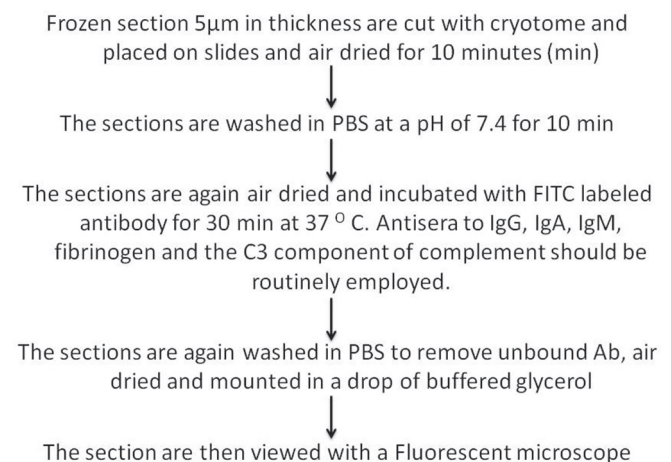 Frozen section 5µm in thickness are cut with cryotome and
placed on slides and air dried for 10 minutes (min)
The sections are washed in PBS at a pH of 7.4 for 10 min
The sections are again air dried and incubated with FITC labeled
antibody for 30 min at 37 ⁰ C. Antisera to IgG, IgA, IgM,
fibrinogen and the C3 component of complement should be
routinely employed.
The sections are again washed in PBS to remove unbound Ab, air
dried and mounted in a drop of buffered glycerol
The section are then viewed with a Fluorescent microscope